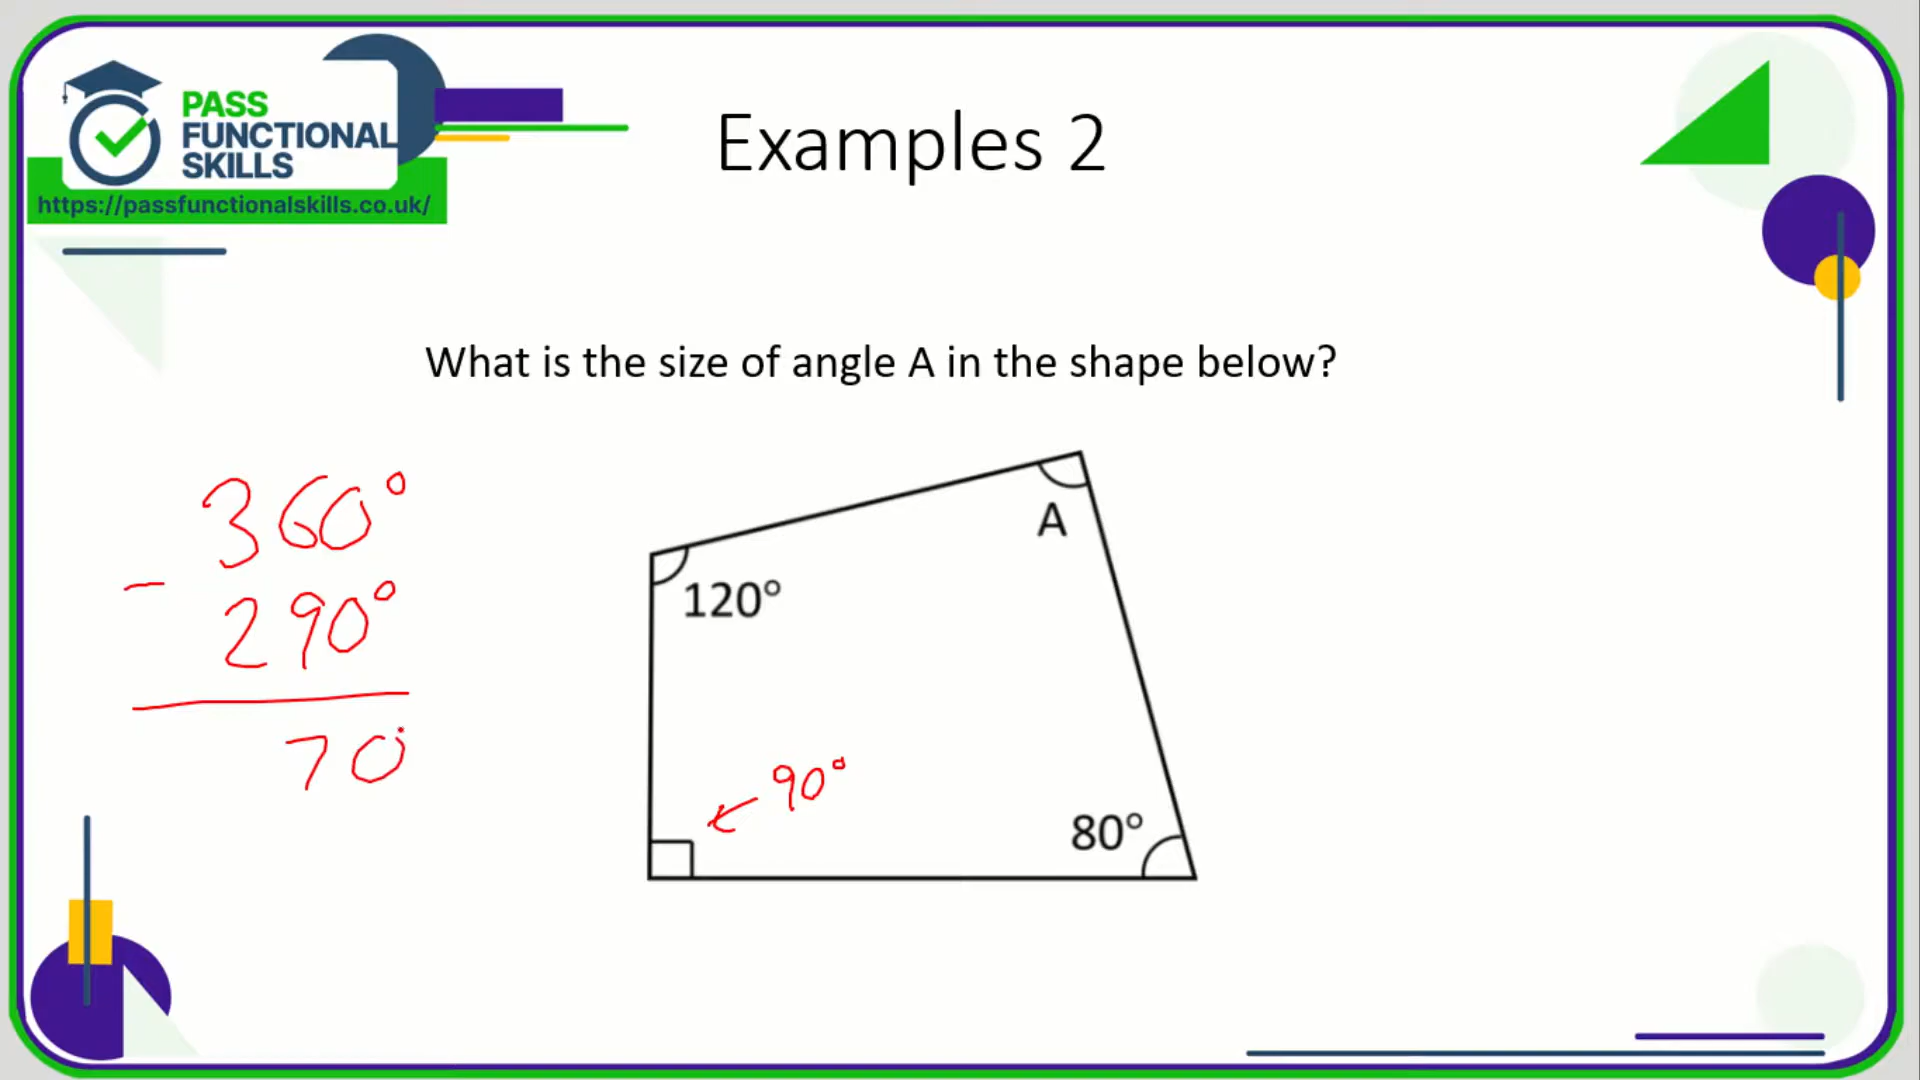 PASS
FUNCTIONAL
SKILLS
https://passfunctionalskills.co.uk/
Examples 2
What is the size of angle A in the shape below?
360°
- 290°
70°
A
120°
90°
80°